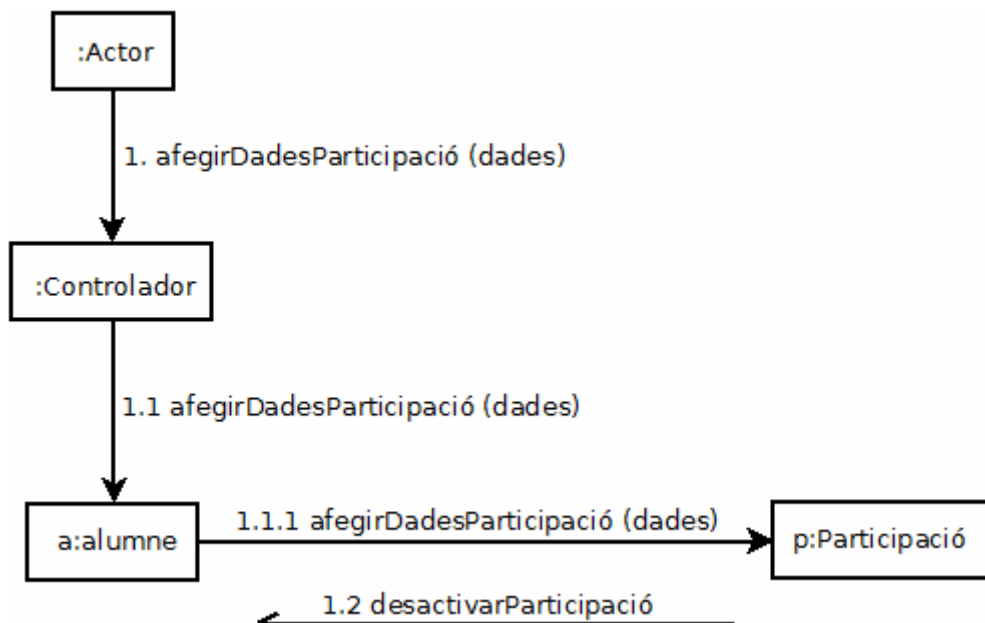 :Actor
1. afegirDadesParticipació (dades)
:Controlador
1.1 afegirDadesParticipació (dades)
a:alumne
1.1.1 afegirDadesParticipació (dades)
p:Participació
1.2 desactivarParticipació